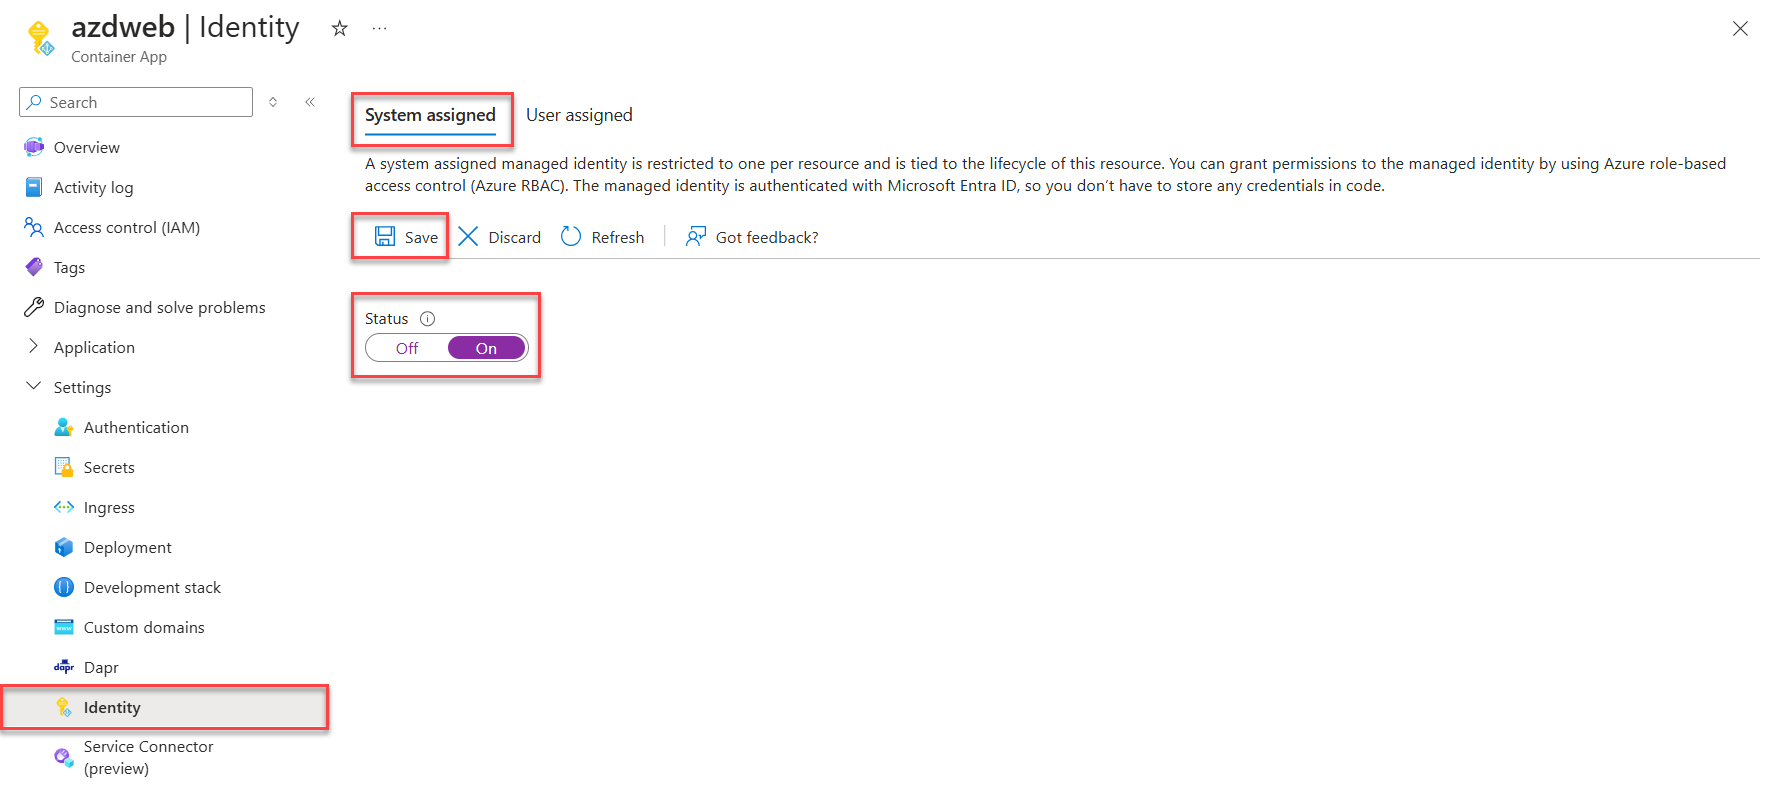 azdweb | Identity
Container App
Search
Overview
Activity log
Access control (IAM)
Tags
Diagnose and solve problems
Application
Settings
Authentication
Secrets
Ingress
Deployment
Development stack
Custom domains
dapr Dapr
Identity
Service Connector
(preview)
System assigned User assigned
A system assigned managed identity is restricted to one per resource and is tied to the lifecycle of this resource. You can grant permissions to the managed identity by using Azure role-based
access control (Azure RBAC). The managed identity is authenticated with Microsoft Entra ID, so you don’t have to store any credentials in code.
Save Discard Refresh Got feedback?
Status
Off On